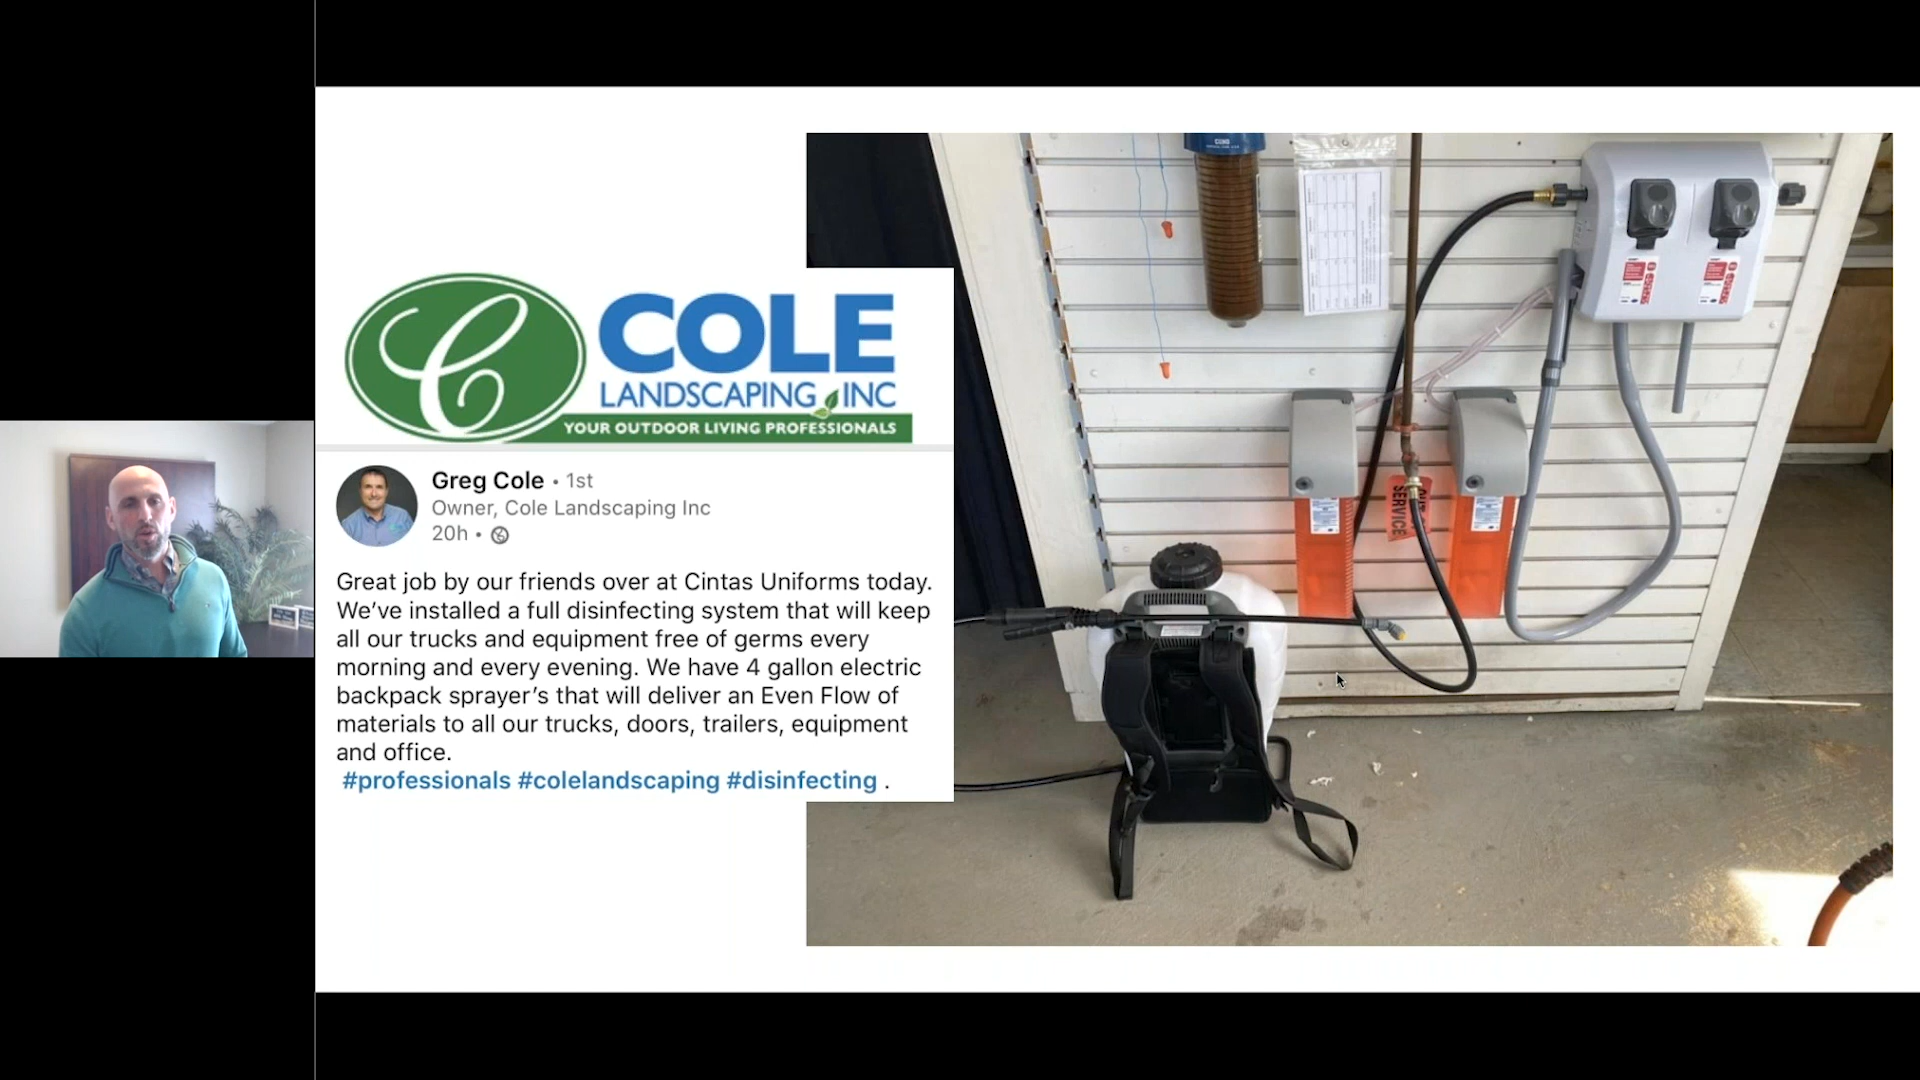 COLE
LANDSCAPING INC
YOUR OUTDOOR LIVING PROFESSIONALS
Greg Cole • 1st
Owner, Cole Landscaping Inc
20h •
Great job by our friends over at Cintas Uniforms today.
We’ve installed a full disinfecting system that will keep
all our trucks and equipment free of germs every
morning and every evening. We have 4 gallon electric
backpack sprayer’s that will deliver an Even Flow of
materials to all our trucks, doors, trailers, equipment
and office.
#professionals #colelandscaping #disinfecting .
SERVICE